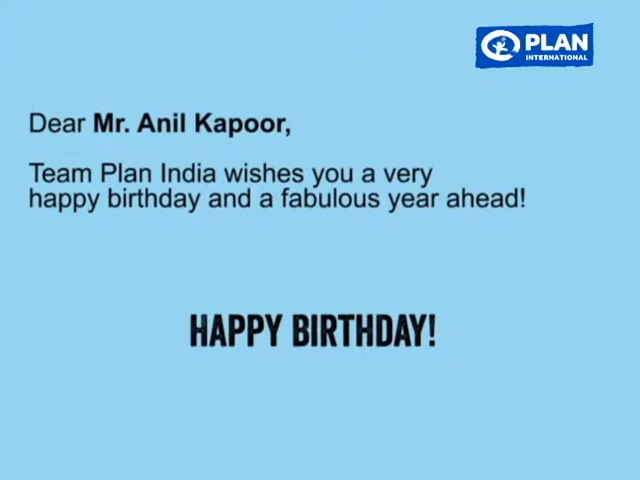 PLAN
INTERNATIONAL
Dear Mr. Anil Kapoor,
Team Plan India wishes you a very
happy birthday and a fabulous year ahead!
HAPPY BIRTHDAY!